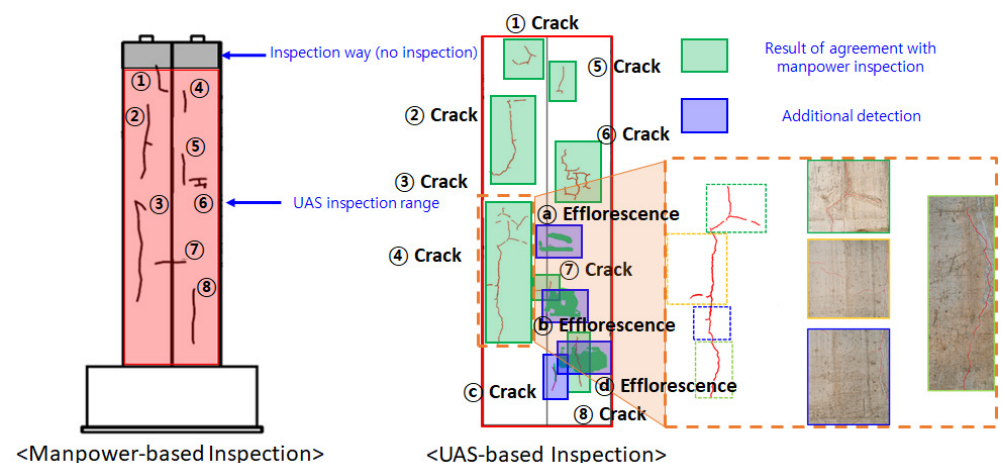 Inspection way (no inspection)
①
④
②
⑤
③
⑥
UAS inspection range
⑦
⑧
<Manpower-based Inspection>
① Crack
⑤ Crack
② Crack
⑥ Crack
③ Crack
ⓐ Efflorescence
④ Crack
⑦ Crack
ⓑ Efflorescence
ⓒ Crack
ⓓ Efflorescence
⑧ Crack
<UAS-based Inspection>
Result of agreement with
manpower inspection
Additional detection